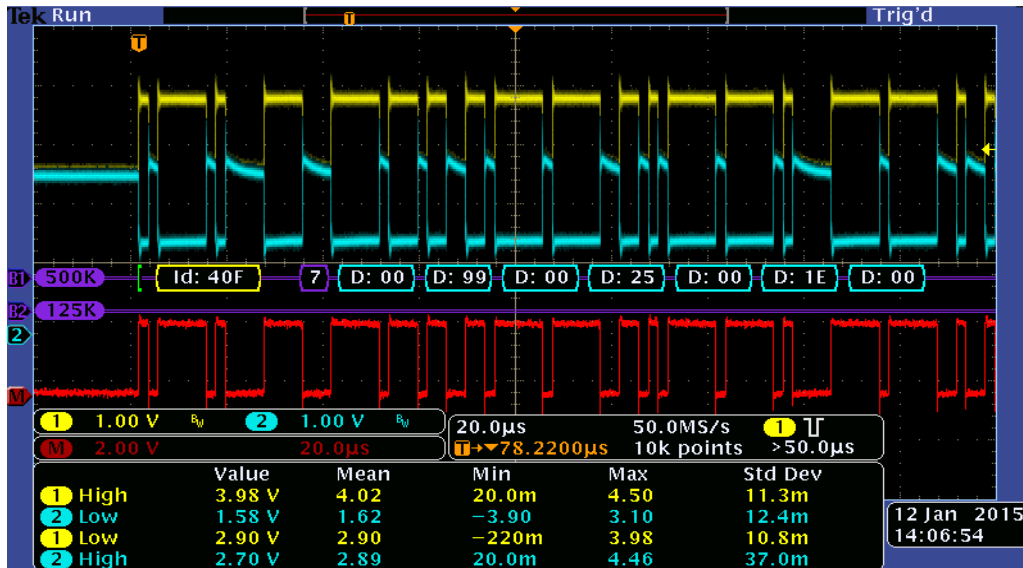 Tek Run Trig'd
T
T
B1 500K [ Id: 40F 7 D: 00 D: 99 D: 00 D: 25 D: 00 D: 1E D: 00
B2 125K
2
M
1 1.00 V BW 2 1.00 V BW
M 2.00 V 20.0µs
20.0µs 50.0MS/s 1
T→▼78.2200µs 10k points >50.0µs
Value Mean Min Max Std Dev
1 High 3.98 V 4.02 20.0m 4.50 11.3m
2 Low 1.58 V 1.62 −3.90 3.10 12.4m
1 Low 2.90 V 2.90 −220m 3.98 10.8m
2 High 2.70 V 2.89 20.0m 4.46 37.0m
12 Jan 2015
14:06:54